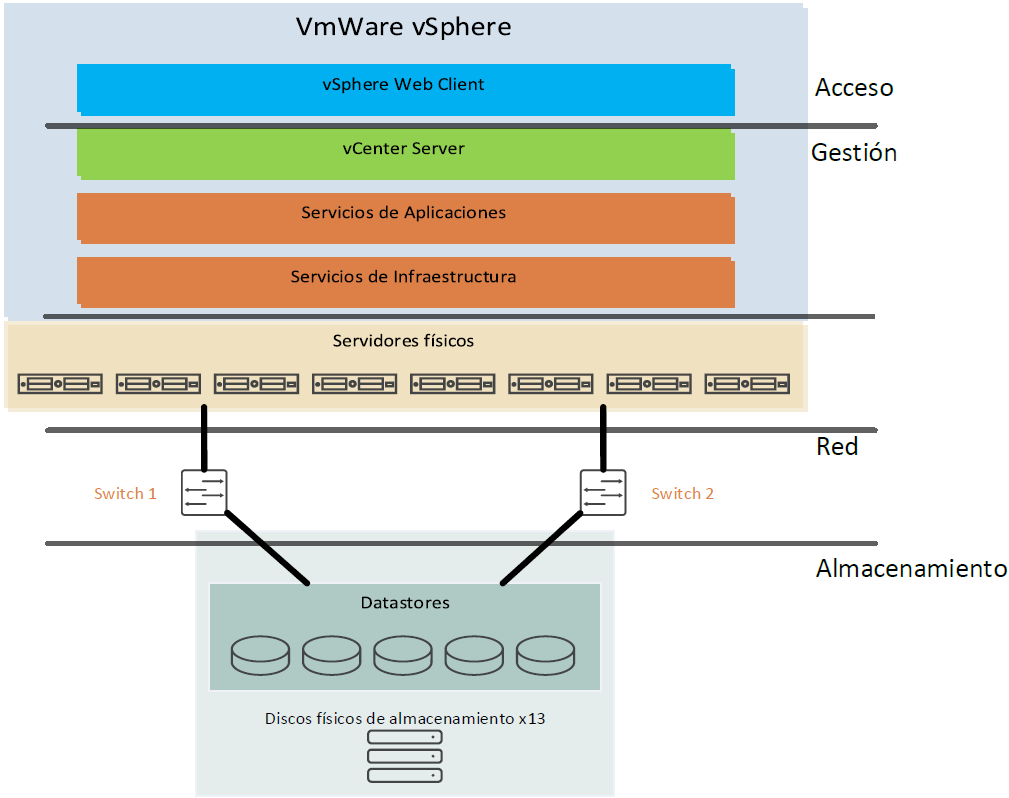 VmWare vSphere
vSphere Web Client
Acceso
vCenter Server
Gestión
Servicios de Aplicaciones
Servicios de Infraestructura
Servidores físicos
Red
Switch 1
Switch 2
Almacenamiento
Datastores
Discos físicos de almacenamiento x13